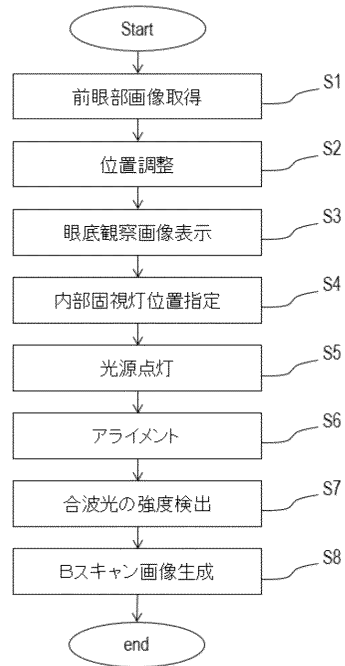 Start
前眼部画像取得
S1
位置調整
S2
眼底観察画像表示
S3
内部固視灯位置指定
S4
光源点灯
S5
アライメント
S6
合波光の強度検出
S7
Bスキャン画像生成
S8
end